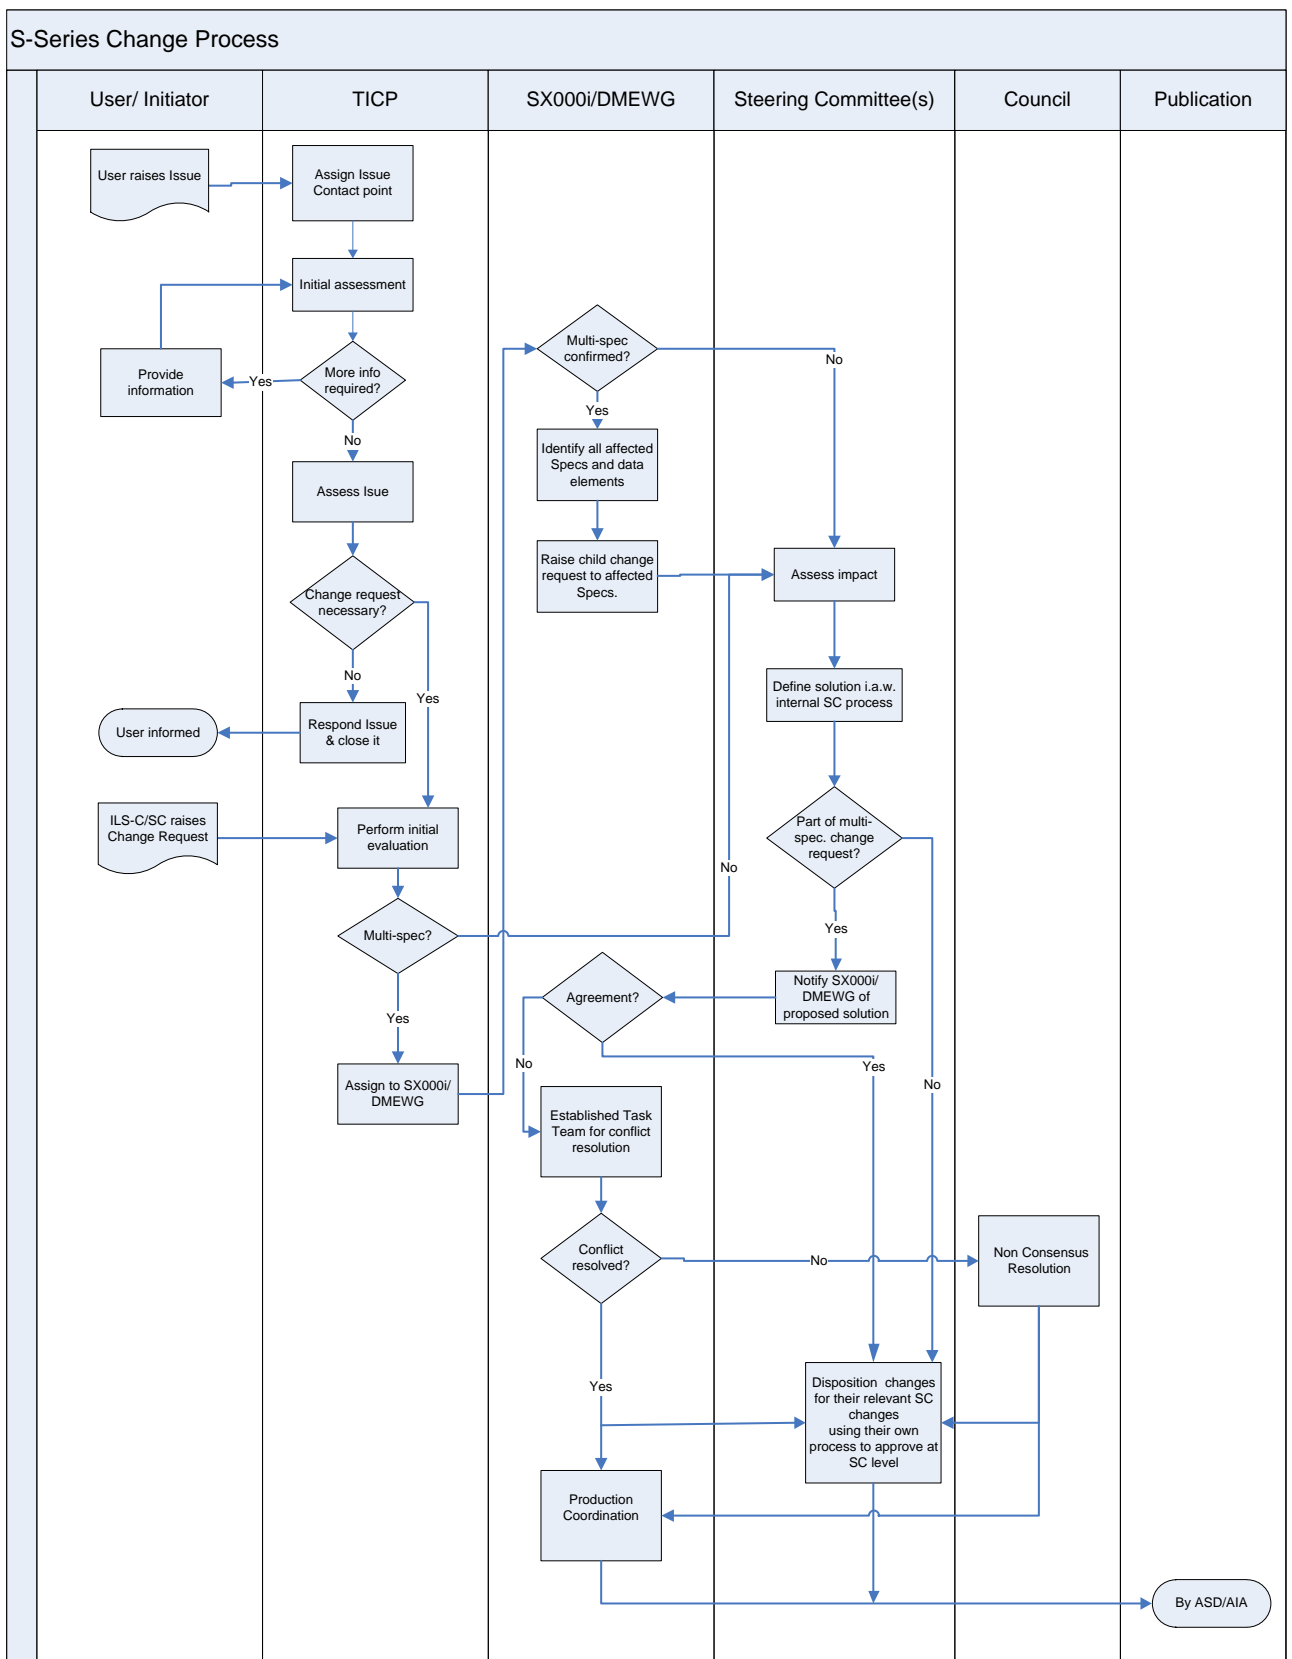 S-Series Change Process
User/ Initiator
TICP
SX000i/DMEWG
Steering Committee(s)
Council
Publication
User raises Issue
Assign Issue
Contact point
Initial assessment
Provide
information
Yes
More info
required?
No
Assess Isue
Change request
necessary?
No
Yes
Respond Issue
& close it
User informed
ILS-C/SC raises
Change Request
Perform initial
evaluation
Multi-spec?
No
Yes
Assign to SX000i/
DMEWG
Multi-spec
confirmed?
No
Yes
Identify all affected
Specs and data
elements
Raise child change
request to affected
Specs.
Assess impact
Define solution i.a.w.
internal SC process
Part of multi-
spec. change
request?
Yes
No
Notify SX000i/
DMEWG of
proposed solution
Agreement?
No
Yes
Established Task
Team for conflict
resolution
Conflict
resolved?
No
Yes
Non Consensus
Resolution
Disposition  changes
for their relevant SC
changes
using their own
process to approve at
SC level
Production
Coordination
By ASD/AIA